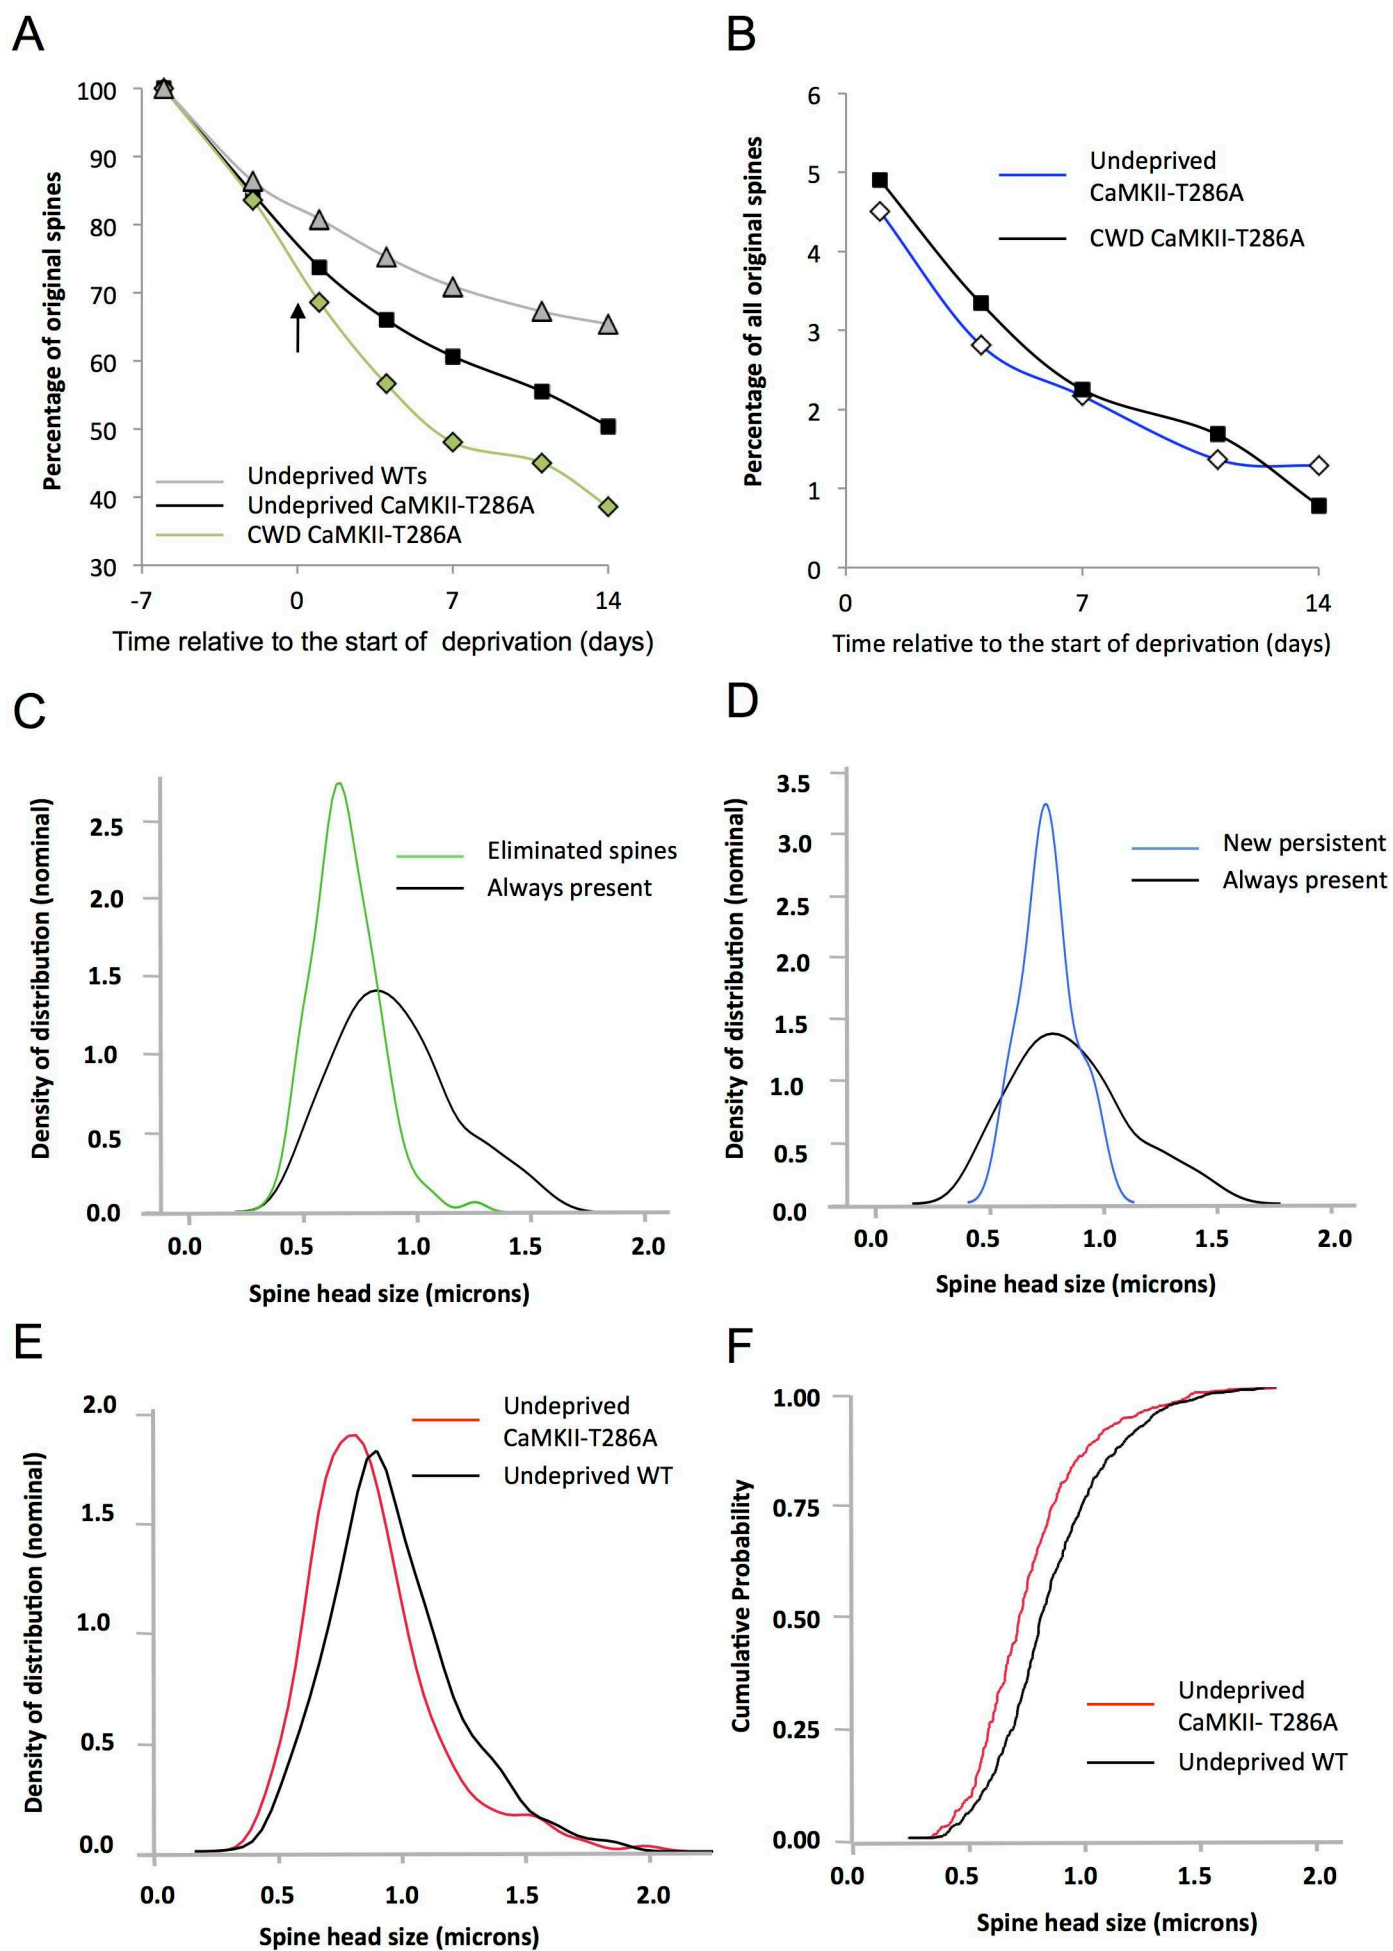 A
100
90
80
70
60
50
40
30
-7
0
7
14
Percentage of original spines
Undeprived WTs
Undeprived CaMKII-T286A
CWD CaMKII-T286A
Time relative to the start of deprivation (days)
B
6
5
4
3
2
1
0
0
7
14
Percentage of all original spines
Undeprived
CaMKII-T286A
CWD CaMKII-T286A
Time relative to the start of deprivation (days)
C
2.5
2.0
1.5
1.0
0.5
0.0
0.0
0.5
1.0
1.5
2.0
Density of distribution (nominal)
Eliminated spines
Always present
Spine head size (microns)
D
3.5
3.0
2.5
2.0
1.5
1.0
0.5
0.0
0.0
0.5
1.0
1.5
2.0
Density of distribution (nominal)
New persistent
Always present
Spine head size (microns)
E
2.0
1.5
1.0
0.5
0.0
0.0
0.5
1.0
1.5
2.0
Density of distribution (nominal)
Undeprived
CaMKII-T286A
Undeprived WT
Spine head size (microns)
F
1.00
0.75
0.50
0.25
0.00
0.0
0.5
1.0
1.5
2.0
Cumulative Probability
Undeprived
CaMKII- T286A
Undeprived WT
Spine head size (microns)